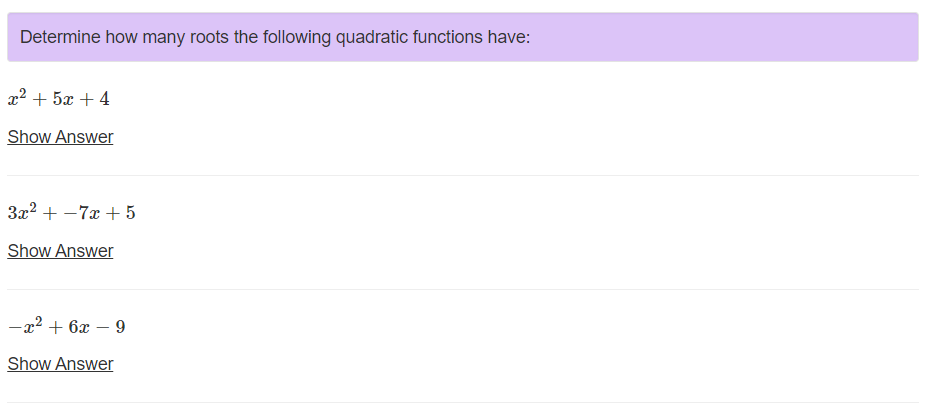 Determine how many roots the following quadratic functions have:
x² + 5x + 4
Show Answer
3x² + −7x + 5
Show Answer
−x² + 6x − 9
Show Answer